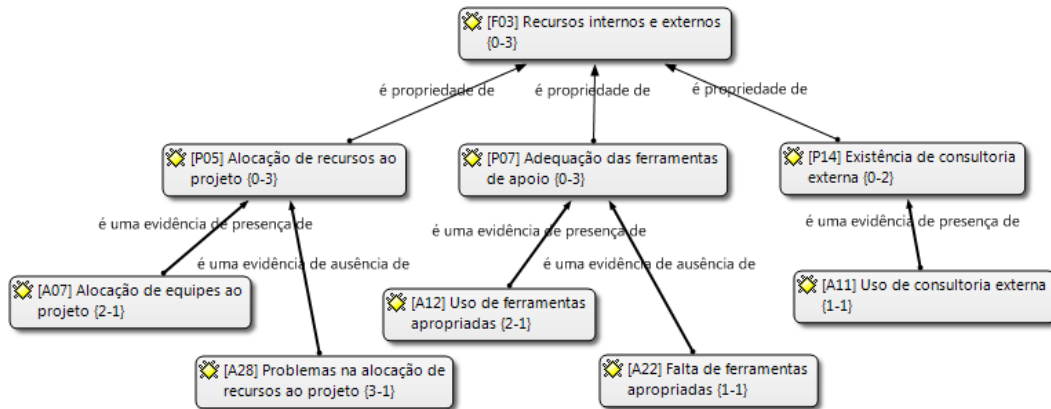 [F03] Recursos internos e externos
{0-3}
é propriedade de
é propriedade de
é propriedade de
[P05] Alocação de recursos ao
projeto {0-3}
[P07] Adequação das ferramentas
de apoio {0-3}
[P14] Existência de consultoria
externa {0-2}
é uma evidência de presença de
é uma evidência de ausência de
é uma evidência de presença de
é uma evidência de ausência de
é uma evidência de presença de
[A07] Alocação de equipes ao
projeto {2-1}
[A12] Uso de ferramentas
apropriadas {2-1}
[A11] Uso de consultoria externa
{1-1}
[A28] Problemas na alocação de
recursos ao projeto {3-1}
[A22] Falta de ferramentas
apropriadas {1-1}